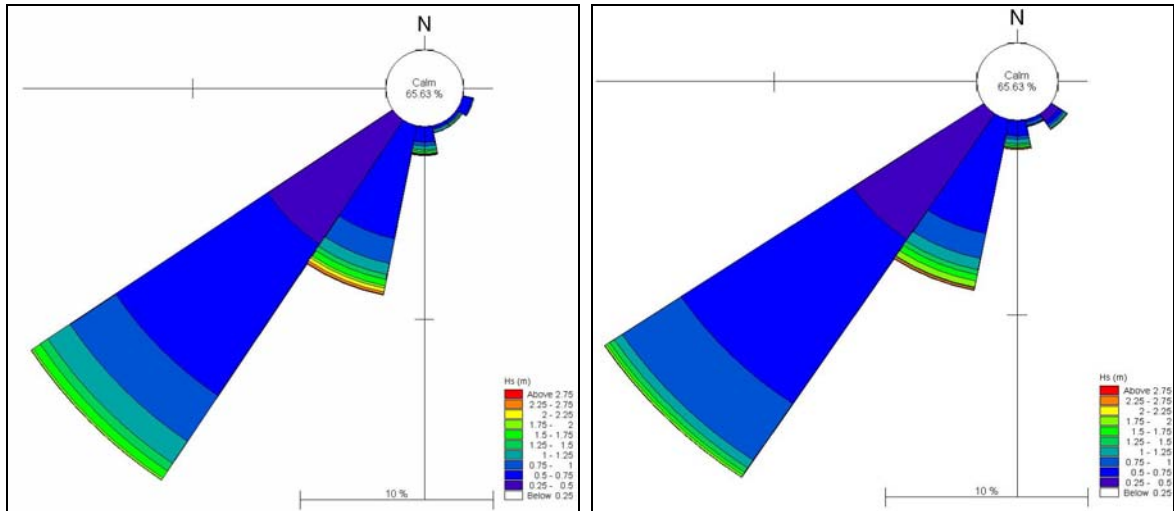 N
Calm
65.63 %
Hs (m)
Above 2.75
2.25 - 2.75
2 - 2.25
1.75 - 2
1.5 - 1.75
1.25 - 1.5
1 - 1.25
0.75 - 1
0.5 - 0.75
0.25 - 0.5
Below 0.25
10 %
N
Calm
65.63 %
Hs (m)
Above 2.75
2.25 - 2.75
2 - 2.25
1.75 - 2
1.5 - 1.75
1.25 - 1.5
1 - 1.25
0.75 - 1
0.5 - 0.75
0.25 - 0.5
Below 0.25
10 %